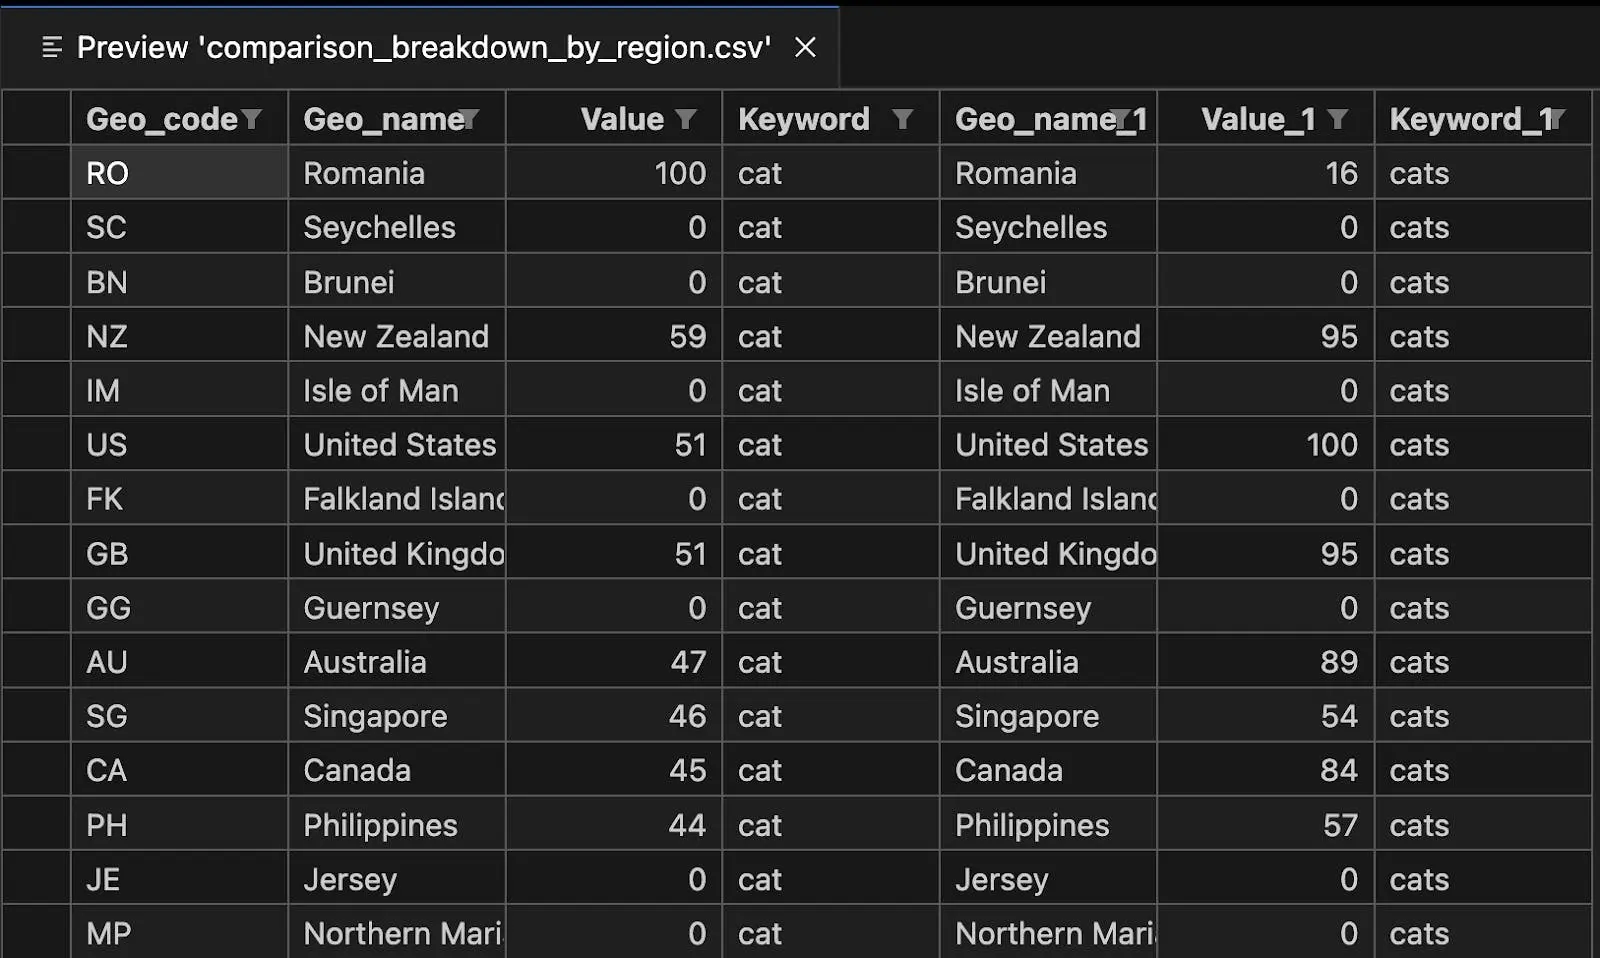 Preview 'comparison_breakdown_by_region.csv'
Geo_code Geo_name Value Keyword Geo_name_1 Value_1 Keyword_1
RO Romania 100 cat Romania 16 cats
SC Seychelles 0 cat Seychelles 0 cats
BN Brunei 0 cat Brunei 0 cats
NZ New Zealand 59 cat New Zealand 95 cats
IM Isle of Man 0 cat Isle of Man 0 cats
US United States 51 cat United States 100 cats
FK Falkland Islanc 0 cat Falkland Islanc 0 cats
GB United Kingdo 51 cat United Kingdo 95 cats
GG Guernsey 0 cat Guernsey 0 cats
AU Australia 47 cat Australia 89 cats
SG Singapore 46 cat Singapore 54 cats
CA Canada 45 cat Canada 84 cats
PH Philippines 44 cat Philippines 57 cats
JE Jersey 0 cat Jersey 0 cats
MP Northern Mari 0 cat Northern Mari 0 cats